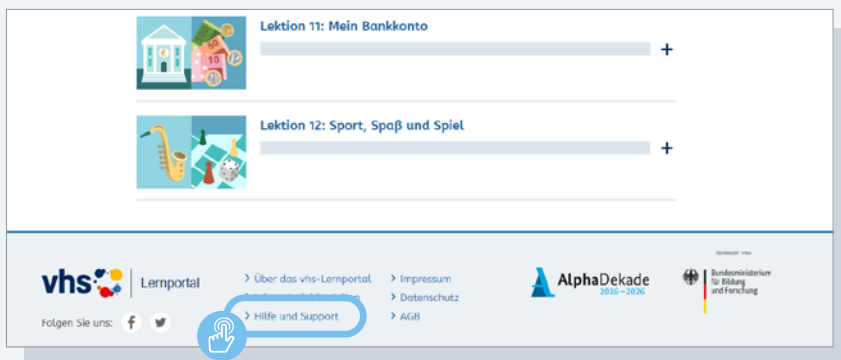 Lektion 11: Mein Bankkonto
+
Lektion 12: Sport, Spaß und Spiel
+
vhs Lernportal
Folgen Sie uns:
> Über das vhs-Lernportal
> Hilfe und Support
> Impressum
> Datenschutz
> AGB
AlphaDekade
2016–2026
Bundesministerium
für Bildung
und Forschung